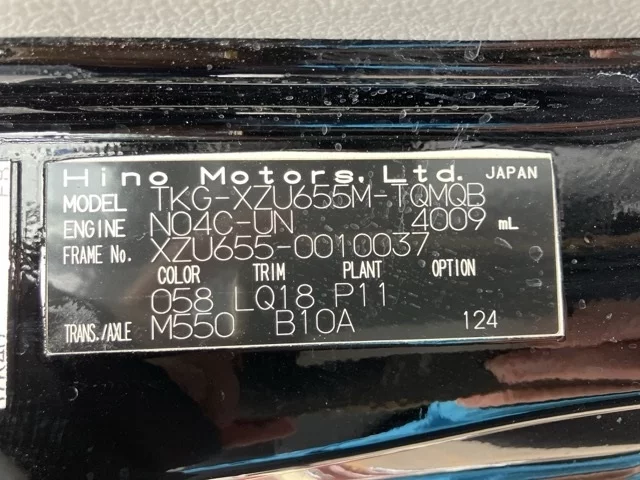 Hino Motors, Ltd. JAPAN
MODEL TKG-XZU655M-TQMQB
ENGINE N04C-UN 4009 mL
FRAME No. XZU655-0010037
COLOR TRIM PLANT OPTION
058 LQ18 P11
TRANS./AXLE M550 B10A 124